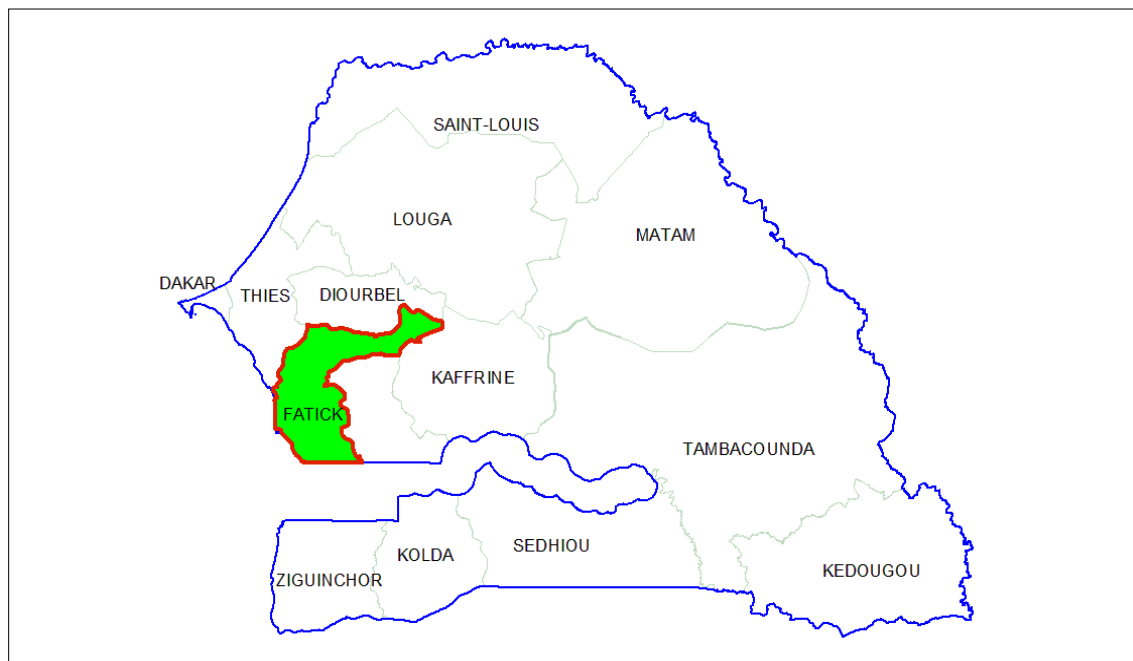 SAINT-LOUIS
LOUGA
MATAM
DAKAR
THIES
DIOURBEL
KAFFRINE
FATICK
TAMBACOUNDA
SEDHIOU
KOLDA
KEDOUGOU
ZIGUINCHOR